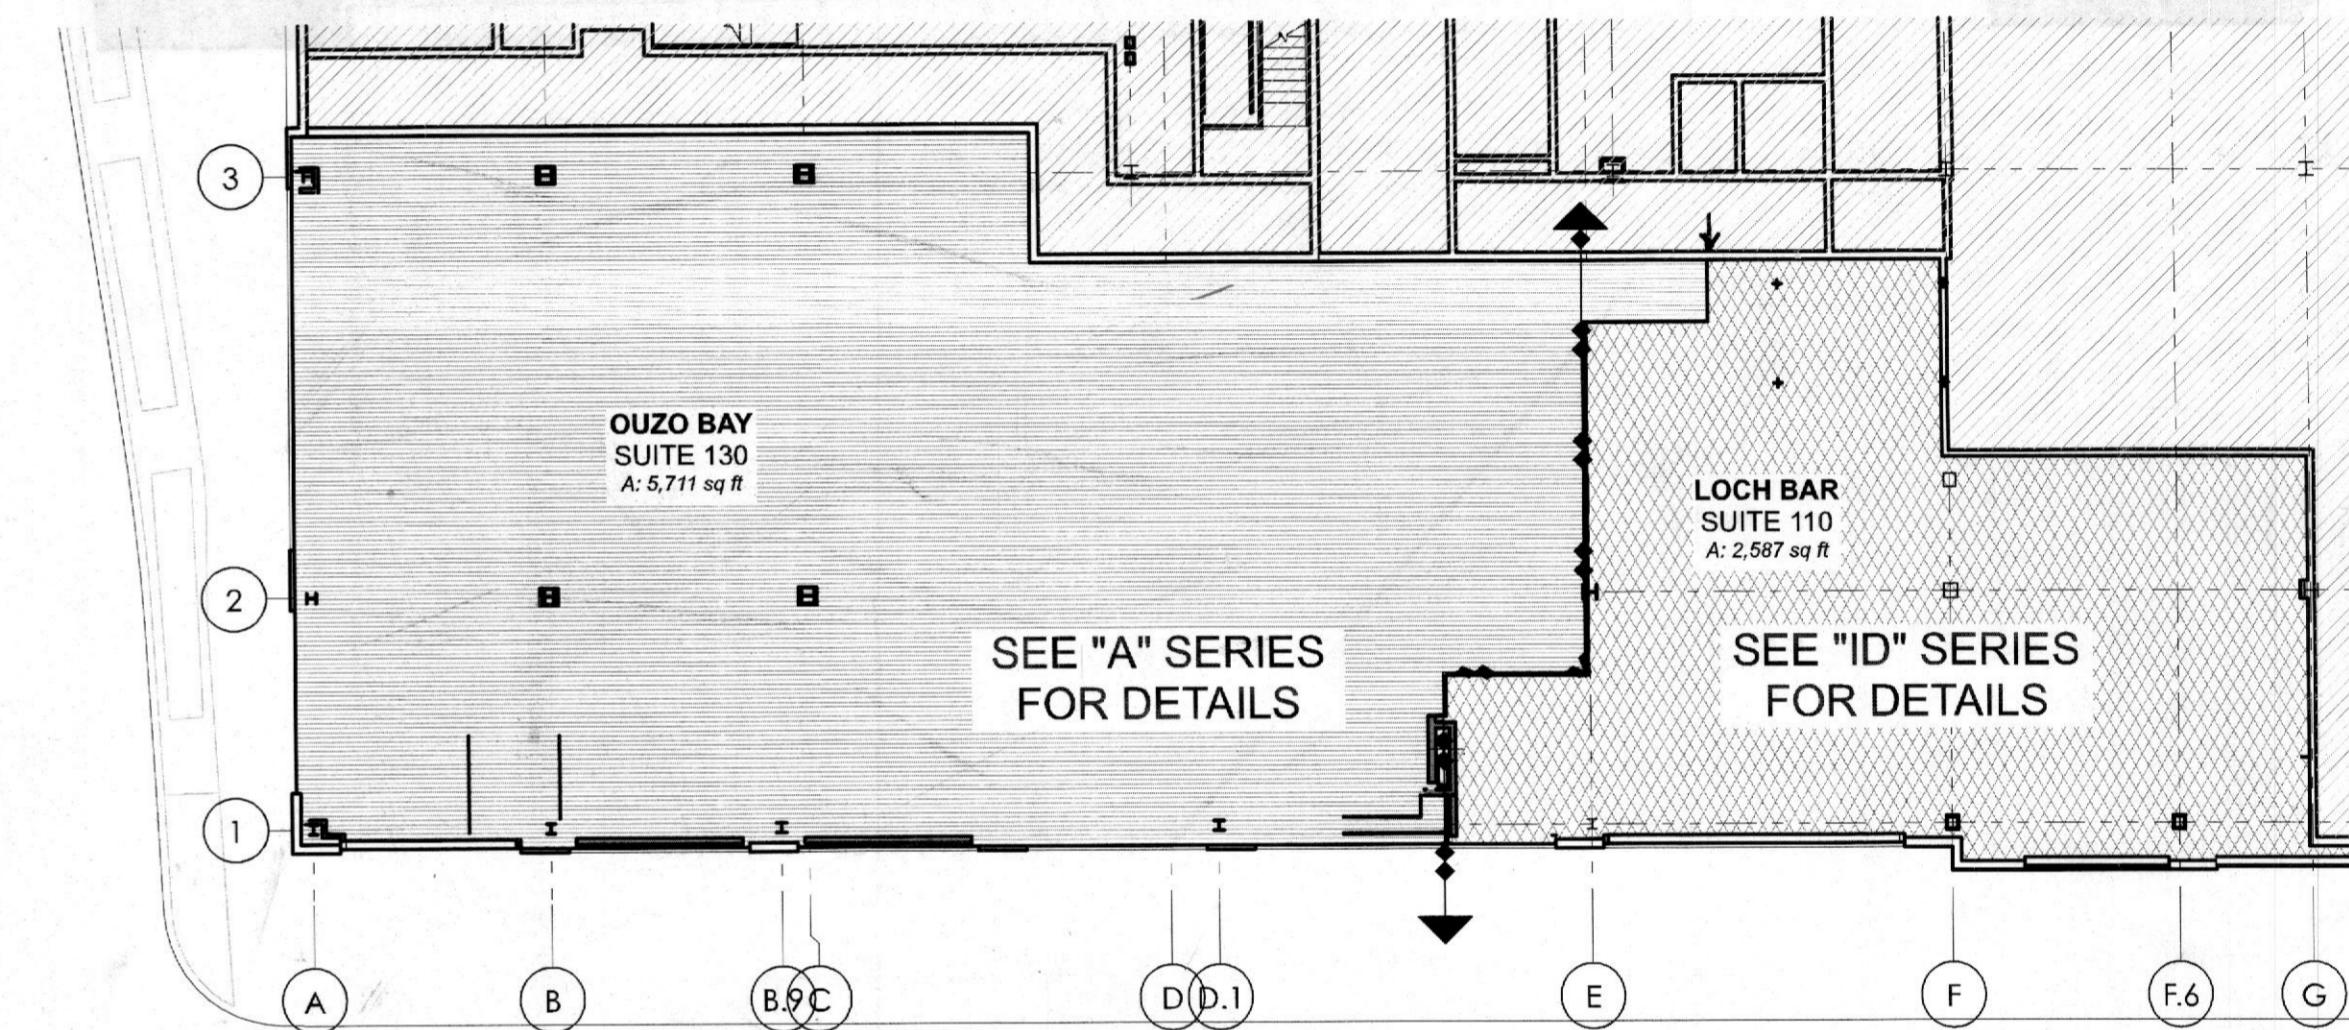 3
OUZO BAY
SUITE 130
A: 5,711 sq ft
LOCH BAR
SUITE 110
A: 2,587 sq ft
2
SEE "A" SERIES
FOR DETAILS
SEE "ID" SERIES
FOR DETAILS
1
A B B.9 C D D.1 E F F.6 G